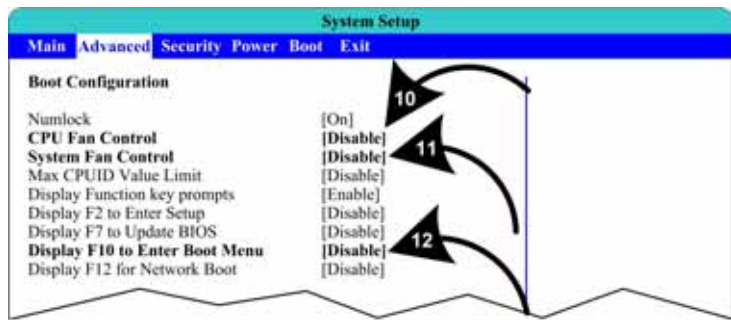 System Setup
Main Advanced Security Power Boot Exit
Boot Configuration
Numlock [On]
CPU Fan Control [Disable]
System Fan Control [Disable]
Max CPUID Value Limit [Disable]
Display Function key prompts [Enable]
Display F2 to Enter Setup [Disable]
Display F7 to Update BIOS [Disable]
Display F10 to Enter Boot Menu [Disable]
Display F12 for Network Boot [Disable]
10
11
12